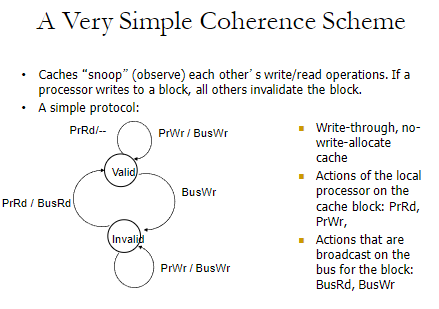 A Very Simple Coherence Scheme
• Caches “snoop” (observe) each other’s write/read operations. If a
processor writes to a block, all others invalidate the block.
• A simple protocol:
PrRd/--
PrWr / BusWr
Valid
BusWr
PrRd / BusRd
Invalid
PrWr / BusWr
Write-through, no-
write-allocate
cache
Actions of the local
processor on the
cache block: PrRd,
PrWr,
Actions that are
broadcast on the
bus for the block:
BusRd, BusWr